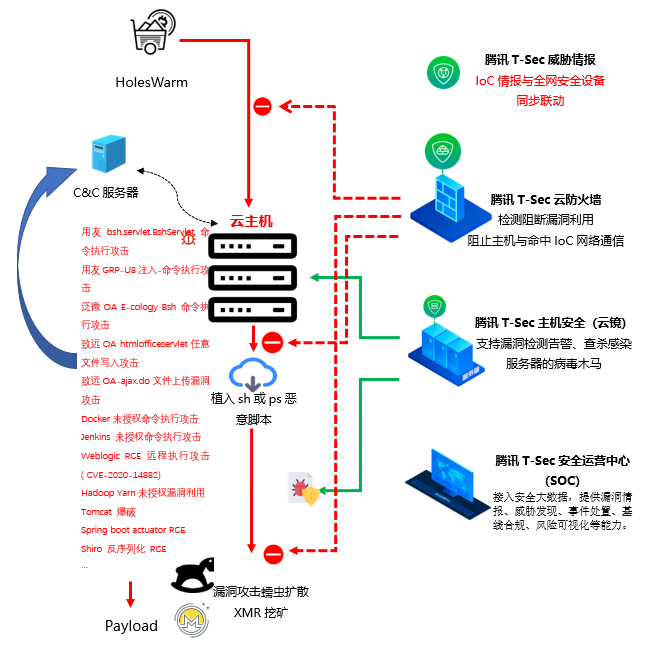 HolesWarm
C&C 服务器
云主机
用友 bsh.servlet.BshServlet 命
令执行攻击
用友 GRP-U8 注入-命令执行攻
击
泛微 OA E-cology Bsh 命令执
行攻击
致远 OA htmlofficeservlet 任意
文件写入攻击
致远 OA-ajax.do 文件上传漏洞
攻击
Docker 未授权命令执行攻击
Jenkins 未授权命令执行攻击
Weblogic RCE 远程执行攻击
( CVE-2020-14882)
Hadoop Yarn 未授权漏洞利用
Tomcat 爆破
Spring boot actuator RCE
Shiro 反序列化 RCE
...
Payload
植入 sh 或 ps 恶
意脚本
漏洞攻击蠕虫扩散
XMR 挖矿
腾讯 T-Sec 威胁情报
IoC 情报与全网安全设备
同步联动
腾讯 T-Sec 云防火墙
检测阻断漏洞利用
阻止主机与命中 IoC 网络通信
腾讯 T-Sec 主机安全（云镜）
支持漏洞检测告警、查杀感染
服务器的病毒木马
服务器
腾讯 T-Sec 安全运营中心
(SOC)
接入安全大数据，提供漏洞情
报、威胁发现、事件处置、基
线合规、风险可视化等能力。